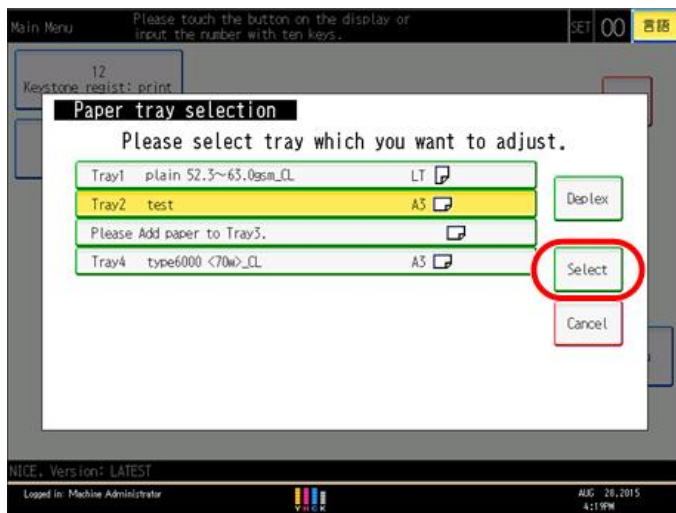 Main Menu
Please touch the button on the display or
input the number with ten keys.
SET 00 言語
12
Keystone regist: print
Paper tray selection
Please select tray which you want to adjust.
Tray1 plain 52.3~63.0gsm_CL LT
Tray2 test A3
Please Add paper to Tray3.
Tray4 type6000 <70w>_CL A3
Deplex
Select
Cancel
NICE. Version: LATEST
Logged in: Machine Administrator
Y M C K
AUG 28,2015
4:19PM